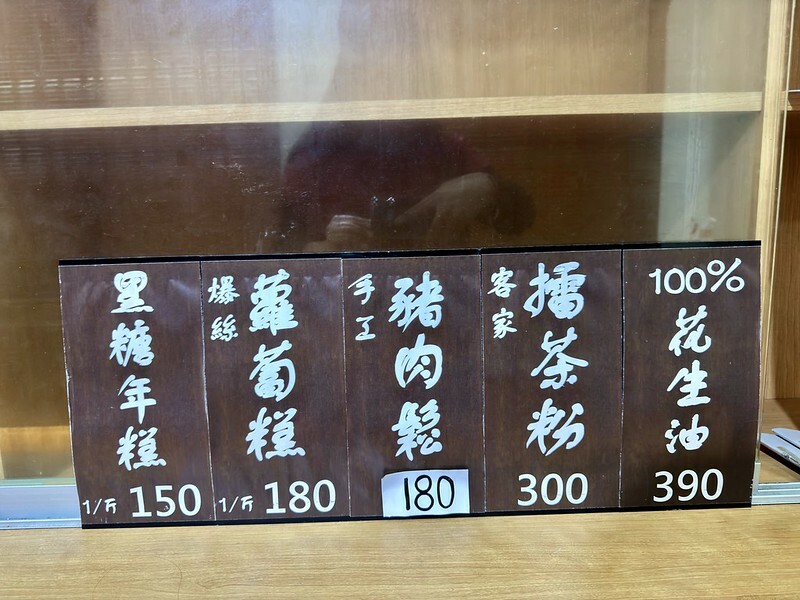 黑糖年糕
1/斤 150
爆絲
蘿蔔糕
1/斤 180
手工
豬肉鬆
180
客家
擂茶粉
300
100%
花生油
390